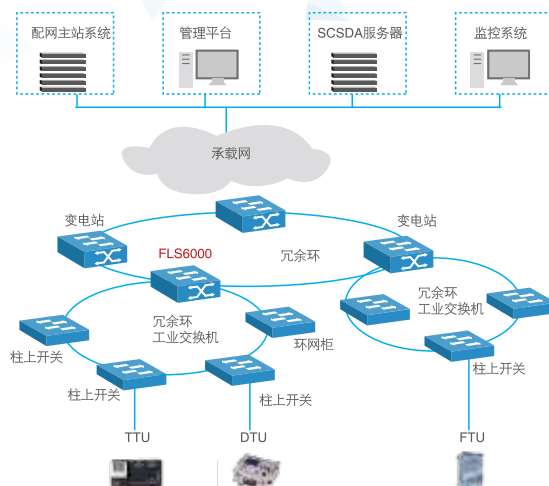 配网主站系统
管理平台
SCSDA服务器
监控系统
承载网
变电站
变电站
FLS6000
冗余环
冗余环
工业交换机
冗余环
工业交换机
环网柜
柱上开关
柱上开关
柱上开关
柱上开关
TTU
DTU
FTU